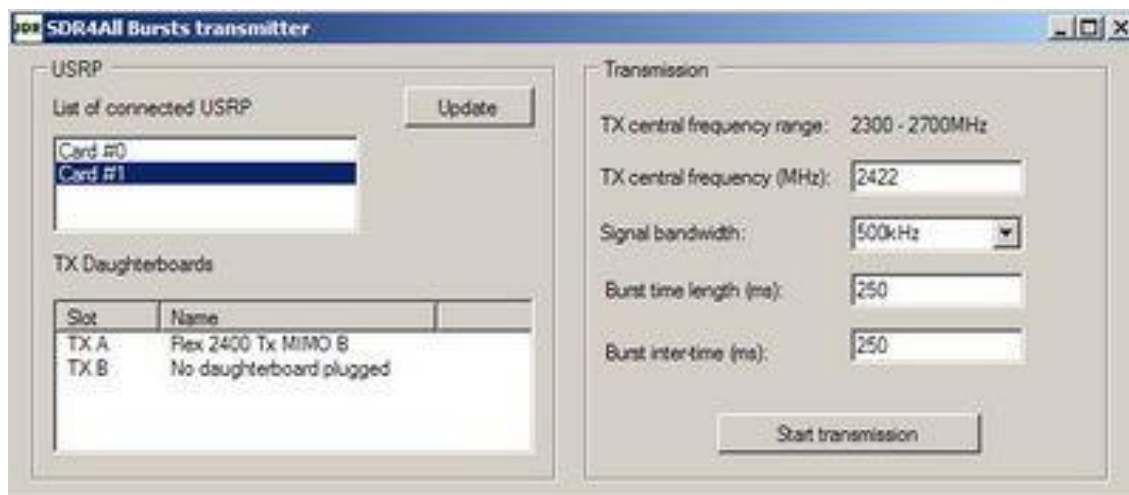 SDR4All Bursts transmitter
USRP
List of connected USRP
Update
Card #0
Card #1
TX Daughterboards
Slot Name
TX A Flex 2400 Tx MIMO B
TX B No daughterboard plugged
Transmission
TX central frequency range: 2300 - 2700MHz
TX central frequency (MHz): 2422
Signal bandwidth: 500kHz
Burst time length (ms): 250
Burst inter-time (ms): 250
Start transmission